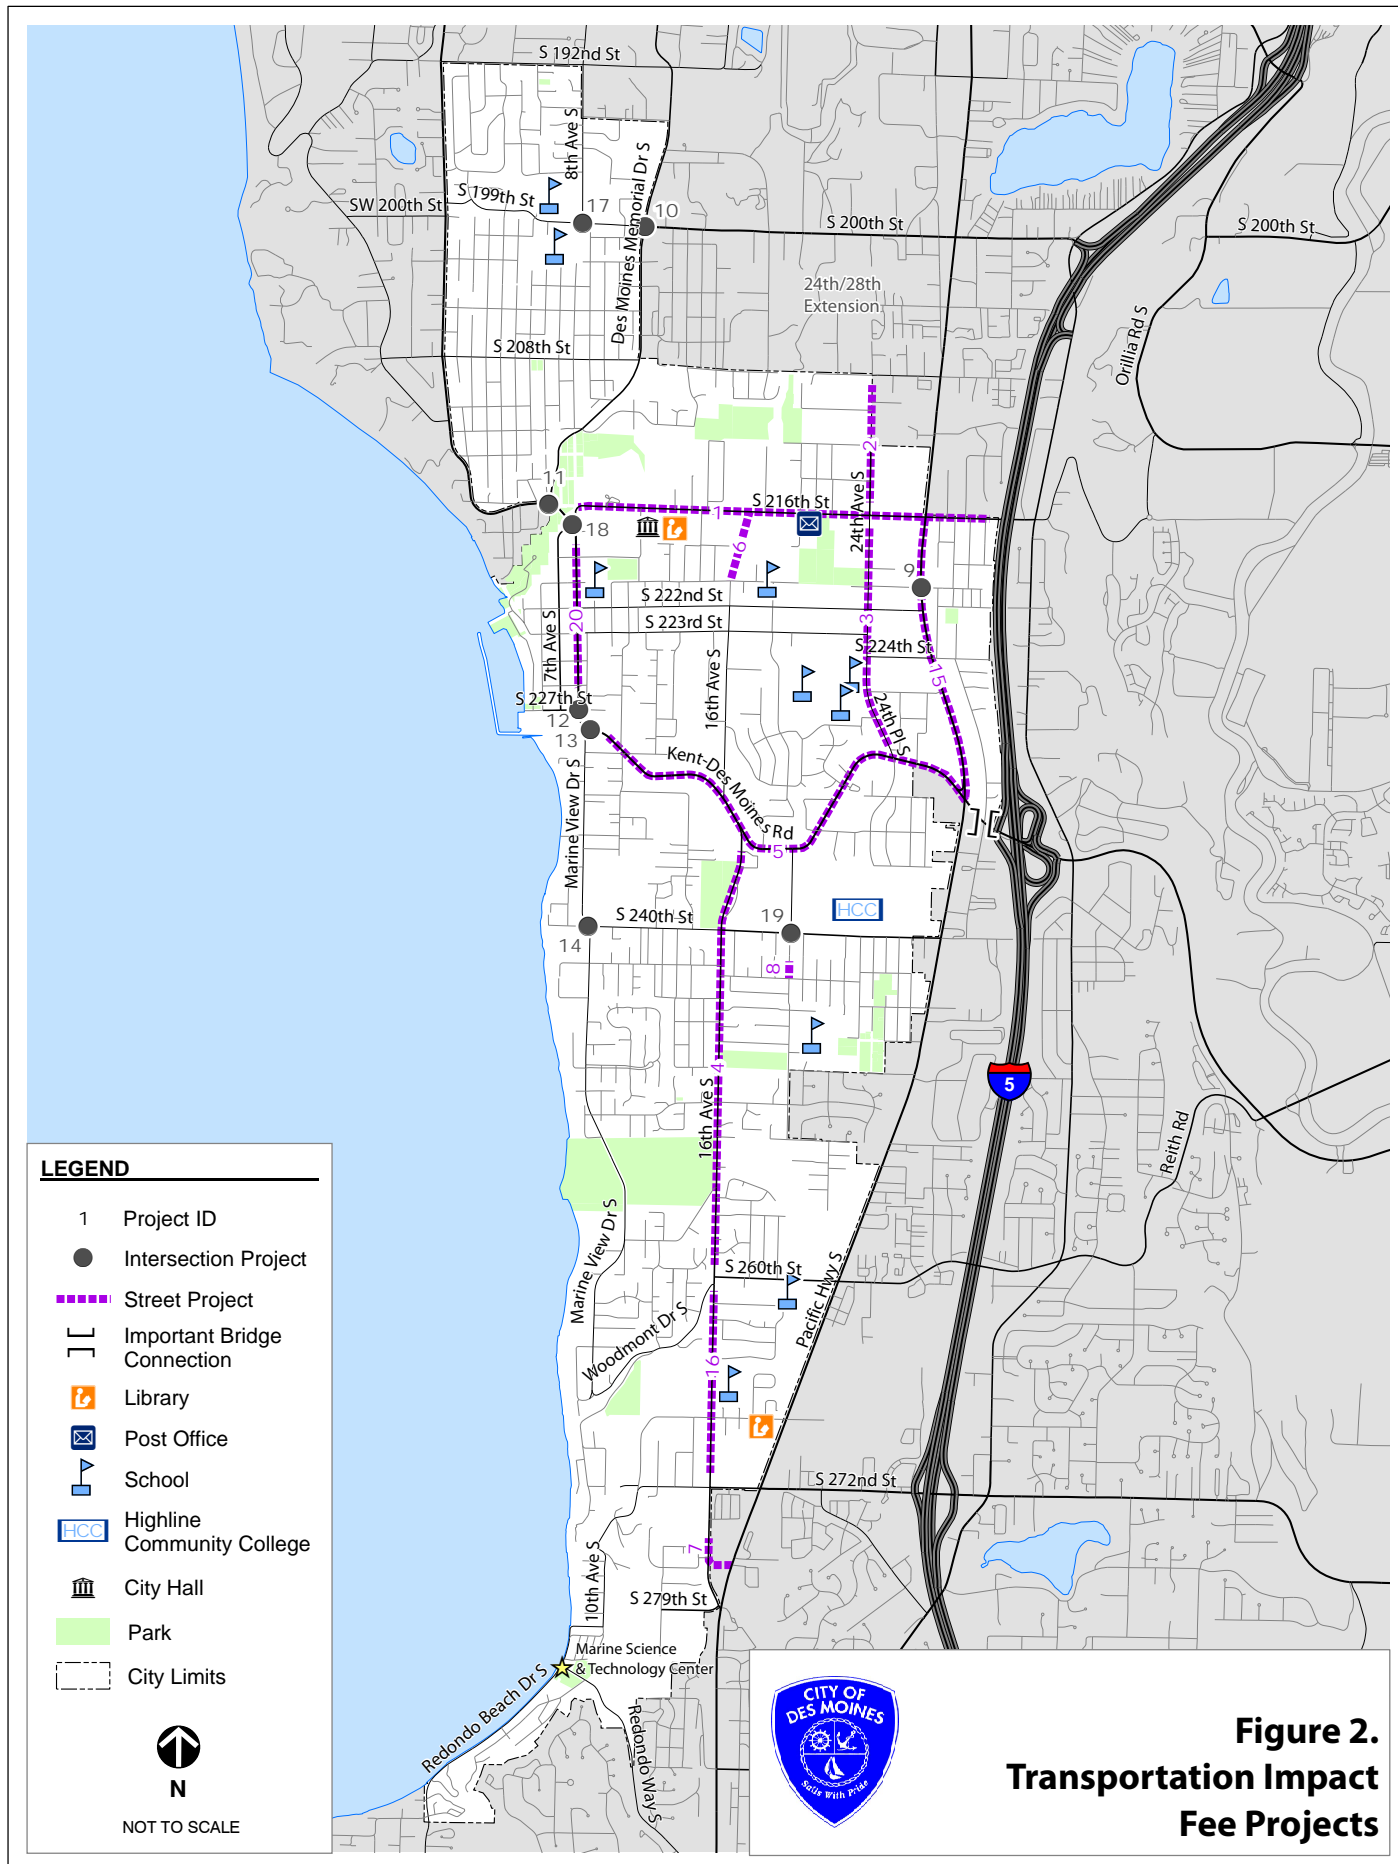 S 192nd St
8th Ave S
Des Moines Memorial Dr S
S 199th St
SW 200th St
17
10
S 200th St
S 200th St
24th/28th
Extension
Orillia Rd S
S 208th St
2
11
S 216th St
24th Ave S
1
18
6
9
S 222nd St
3
20
S 223rd St
7th Ave S
S 224th St
15
16th Ave S
S 227th St
12
24th Pl S
13
Kent-Des Moines Rd
Marine View Dr S
5
HCC
19
S 240th St
14
8
4
5
16th Ave S
Reith Rd
LEGEND
1 Project ID
Intersection Project
Street Project
Important Bridge
Connection
Library
Post Office
School
HCC
Highline
Community College
City Hall
Park
City Limits
N
NOT TO SCALE
Marine View Dr S
S 260th St
Pacific Hwy S
Woodmont Dr S
16
S 272nd St
7
10th Ave S
S 279th St
Marine Science
& Technology Center
Redondo Beach Dr S
Redondo Way S
CITY OF
DES MOINES
Sails With Pride
Figure 2.
Transportation Impact
Fee Projects